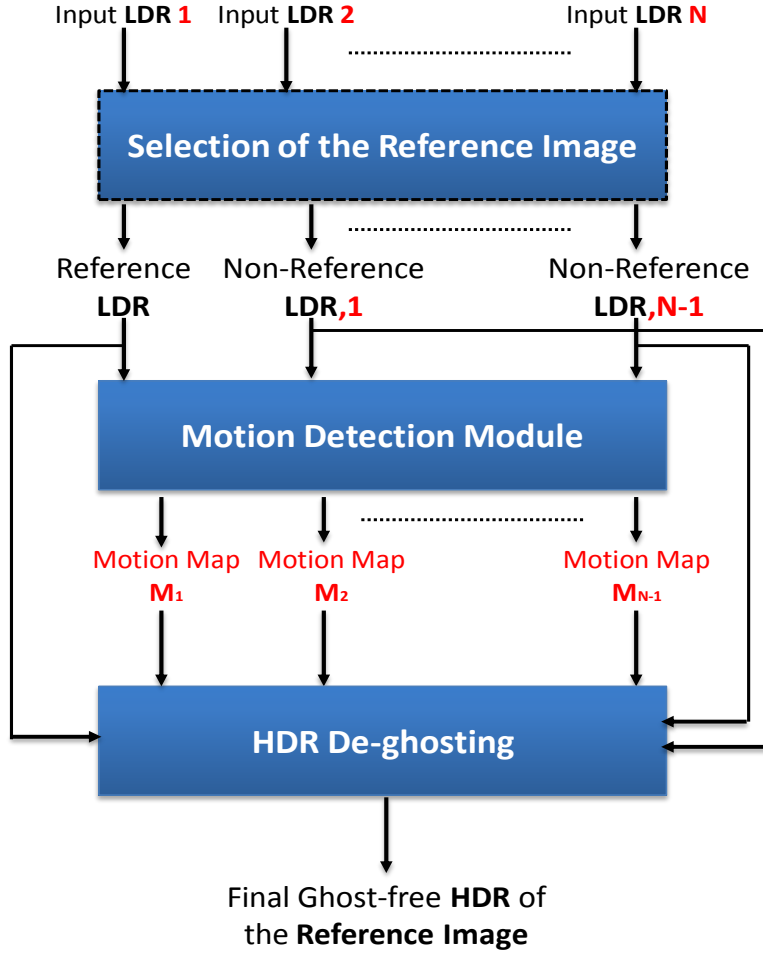 Input LDR 1 Input LDR 2 Input LDR N
Selection of the Reference Image
Reference Non-Reference Non-Reference
LDR LDR,1 LDR,N-1
Motion Detection Module
Motion Map Motion Map Motion Map
M1 M2 MN-1
HDR De-ghosting
Final Ghost-free HDR of
the Reference Image